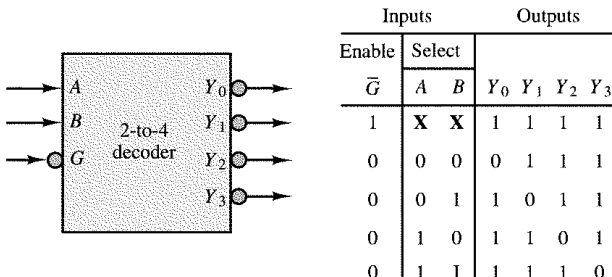 A
B
G
2-to-4
decoder
Y0
Y1
Y2
Y3
Inputs Outputs
Enable Select
G̅ A B Y0 Y1 Y2 Y3
1 X X 1 1 1 1
0 0 0 0 1 1 1
0 0 1 1 0 1 1
0 1 0 1 1 0 1
0 1 1 1 1 1 0